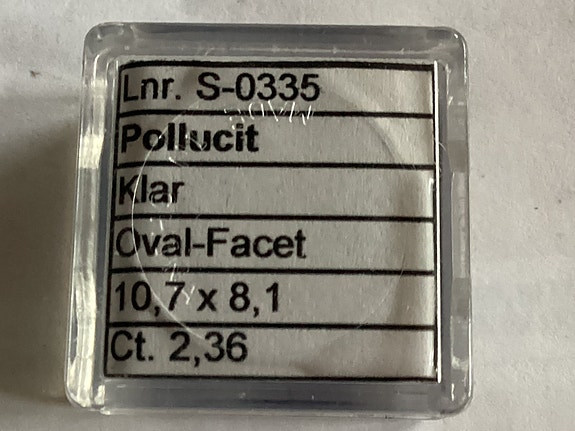 Lnr. S-0335
Pollucit
Klar
Oval-Facet
10,7 x 8,1
Ct. 2,36